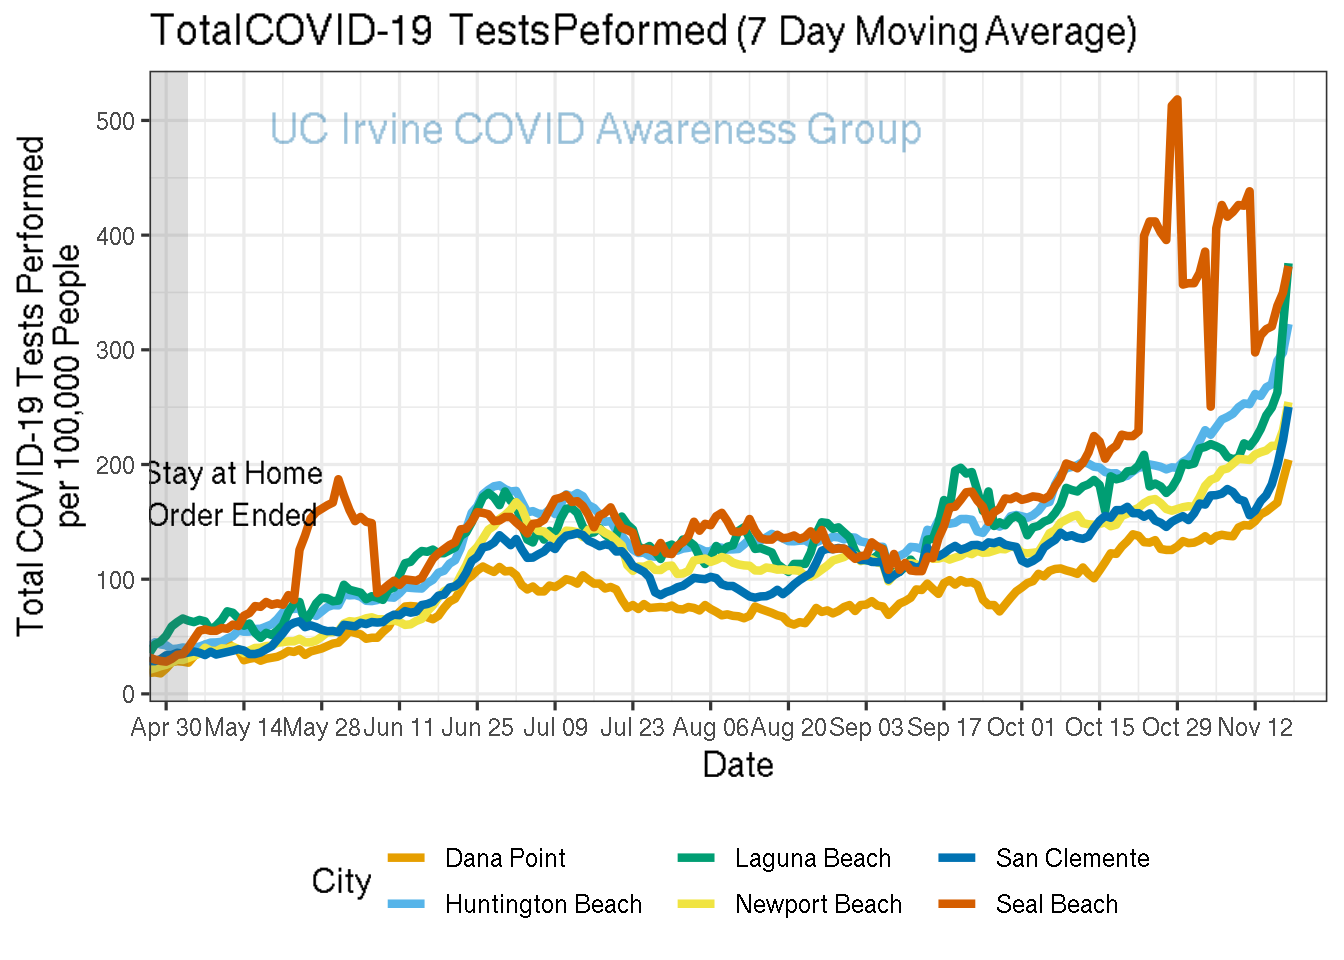 TotalCOVID-19 TestsPeformed (7 Day Moving Average)
UC Irvine COVID Awareness Group
Total COVID-19 Tests Performed
per 100,000 People
500
400
300
200
100
0
Stay at Home
Order Ended
Apr 30 May 14 May 28 Jun 11 Jun 25 Jul 09 Jul 23 Aug 06 Aug 20 Sep 03 Sep 17 Oct 01 Oct 15 Oct 29 Nov 12
Date
City
Dana Point Laguna Beach San Clemente
Huntington Beach Newport Beach Seal Beach